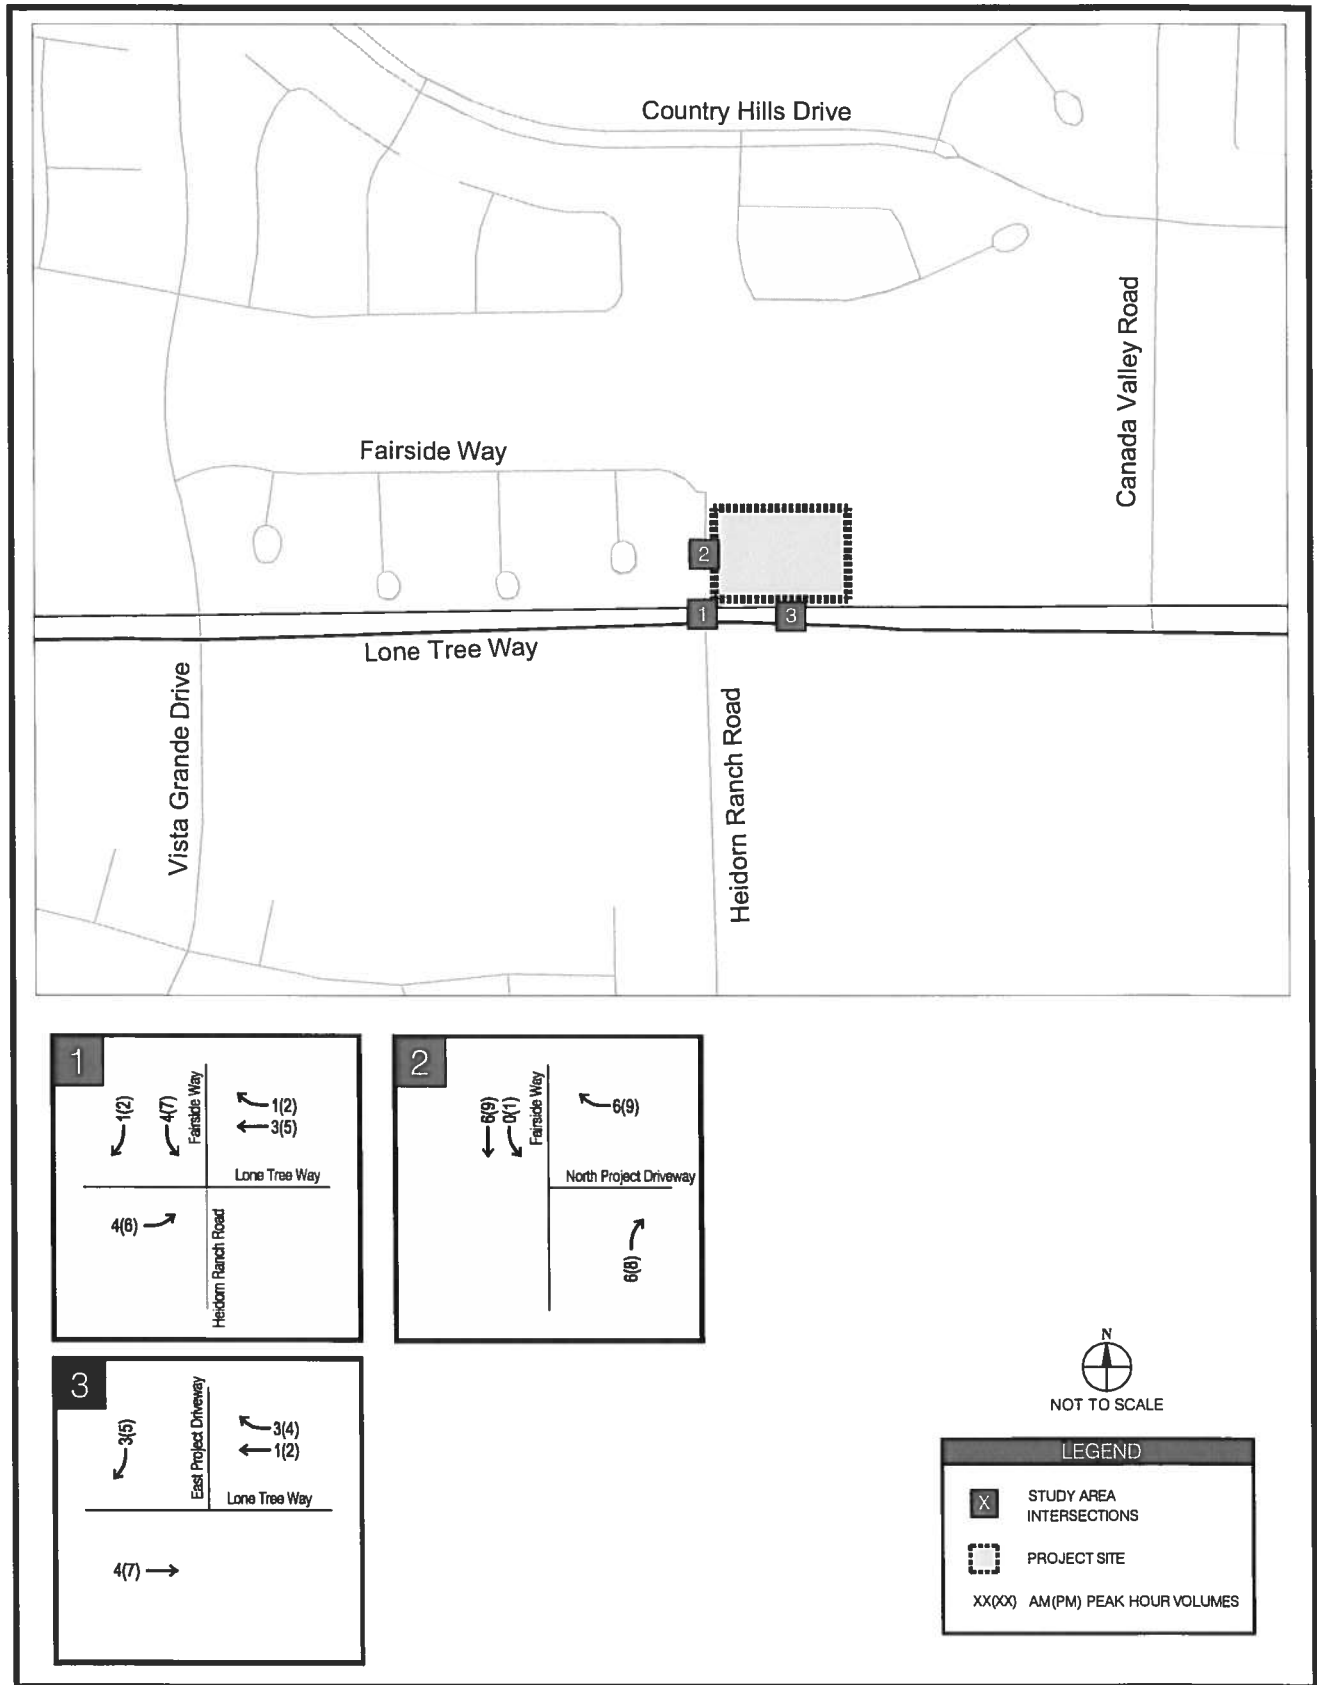 Country Hills Drive
Canada Valley Road
Fairside Way
2
1
3
Lone Tree Way
Vista Grande Drive
Heidorn Ranch Road
1
1(2)
4(7)
Fairside Way
1(2)
3(5)
Lone Tree Way
4(6)
Heidorn Ranch Road
2
6(9)
0(1)
Fairside Way
6(9)
North Project Driveway
6(8)
3
3(5)
East Project Driveway
3(4)
1(2)
Lone Tree Way
4(7)
N
NOT TO SCALE
LEGEND
X
STUDY AREA
INTERSECTIONS
PROJECT SITE
XX(XX) AM(PM) PEAK HOUR VOLUMES